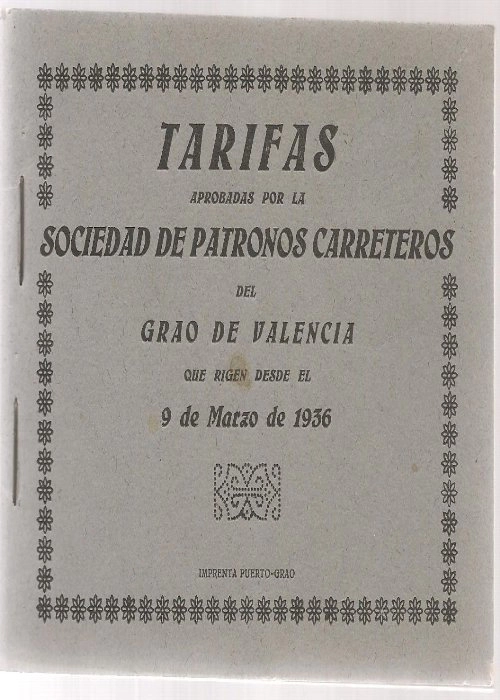 TARIFAS
APROBADAS POR LA
SOCIEDAD DE PATRONOS CARRETEROS
DEL
GRAO DE VALENCIA
QUE RIGEN DESDE EL
9 de Marzo de 1936
IMPRENTA PUERTO-GRAO